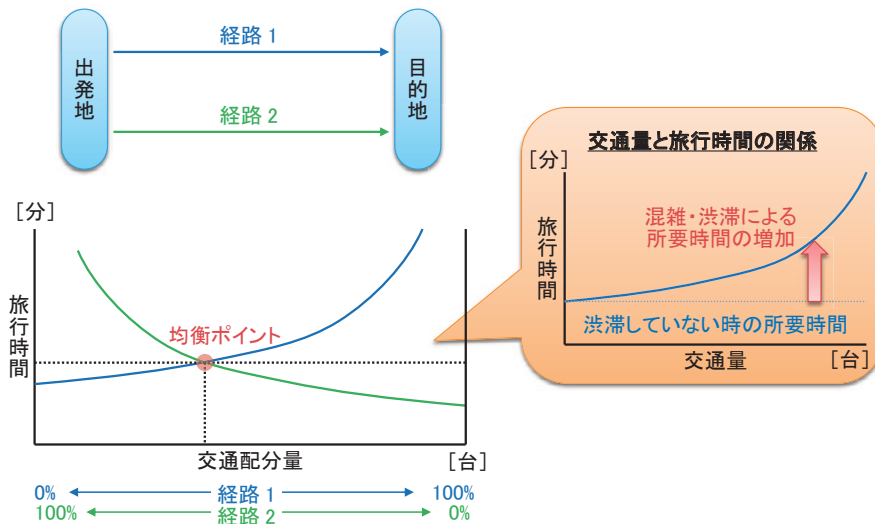 出発地
経路 1
経路 2
目的地
[分]
旅行時間
均衡ポイント
交通配分量
[台]
0%
経路 1
100%
100%
経路 2
0%
交通量と旅行時間の関係
[分]
旅行時間
混雑・渋滞による
所要時間の増加
渋滞していない時の所要時間
交通量
[台]